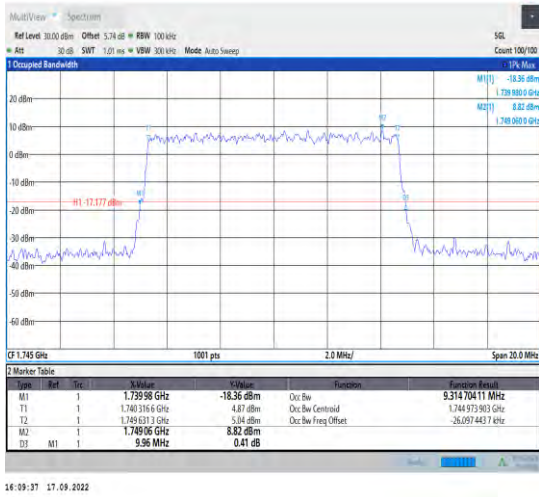 MultiView Spectrum
Ref Level 30.00 dBm Offset 5.74 dB RBW 100 kHz SGL
Att 30 dB SWT 1.01 ms VBW 300 kHz Mode Auto Sweep Count 100/100
1 Occupied Bandwidth 1Pk Max
M1[1] -18.36 dBm
1.739 980 0 GHz
M2[1] 8.82 dBm
1.749 060 0 GHz
20 dBm
10 dBm
0 dBm
-10 dBm
-20 dBm
-30 dBm
-40 dBm
-50 dBm
-60 dBm
M2
T1
T2
M1
D3
H1 -17.177 dBm
CF 1.745 GHz 1001 pts 2.0 MHz/ Span 20.0 MHz
2 Marker Table
Type Ref Trc X-Value Y-Value Function Function Result
M1 1 1.739 98 GHz -18.36 dBm Occ Bw 9.314 704 11 MHz
T1 1 1.740 316 6 GHz 4.87 dBm Occ Bw Centroid 1.744 973 903 GHz
T2 1 1.749 631 3 GHz 5.04 dBm Occ Bw Freq Offset -26.097 443 7 kHz
M2 1 1.749 06 GHz 8.82 dBm
D3 M1 1 9.96 MHz 0.41 dB
16:09:37 17.09.2022